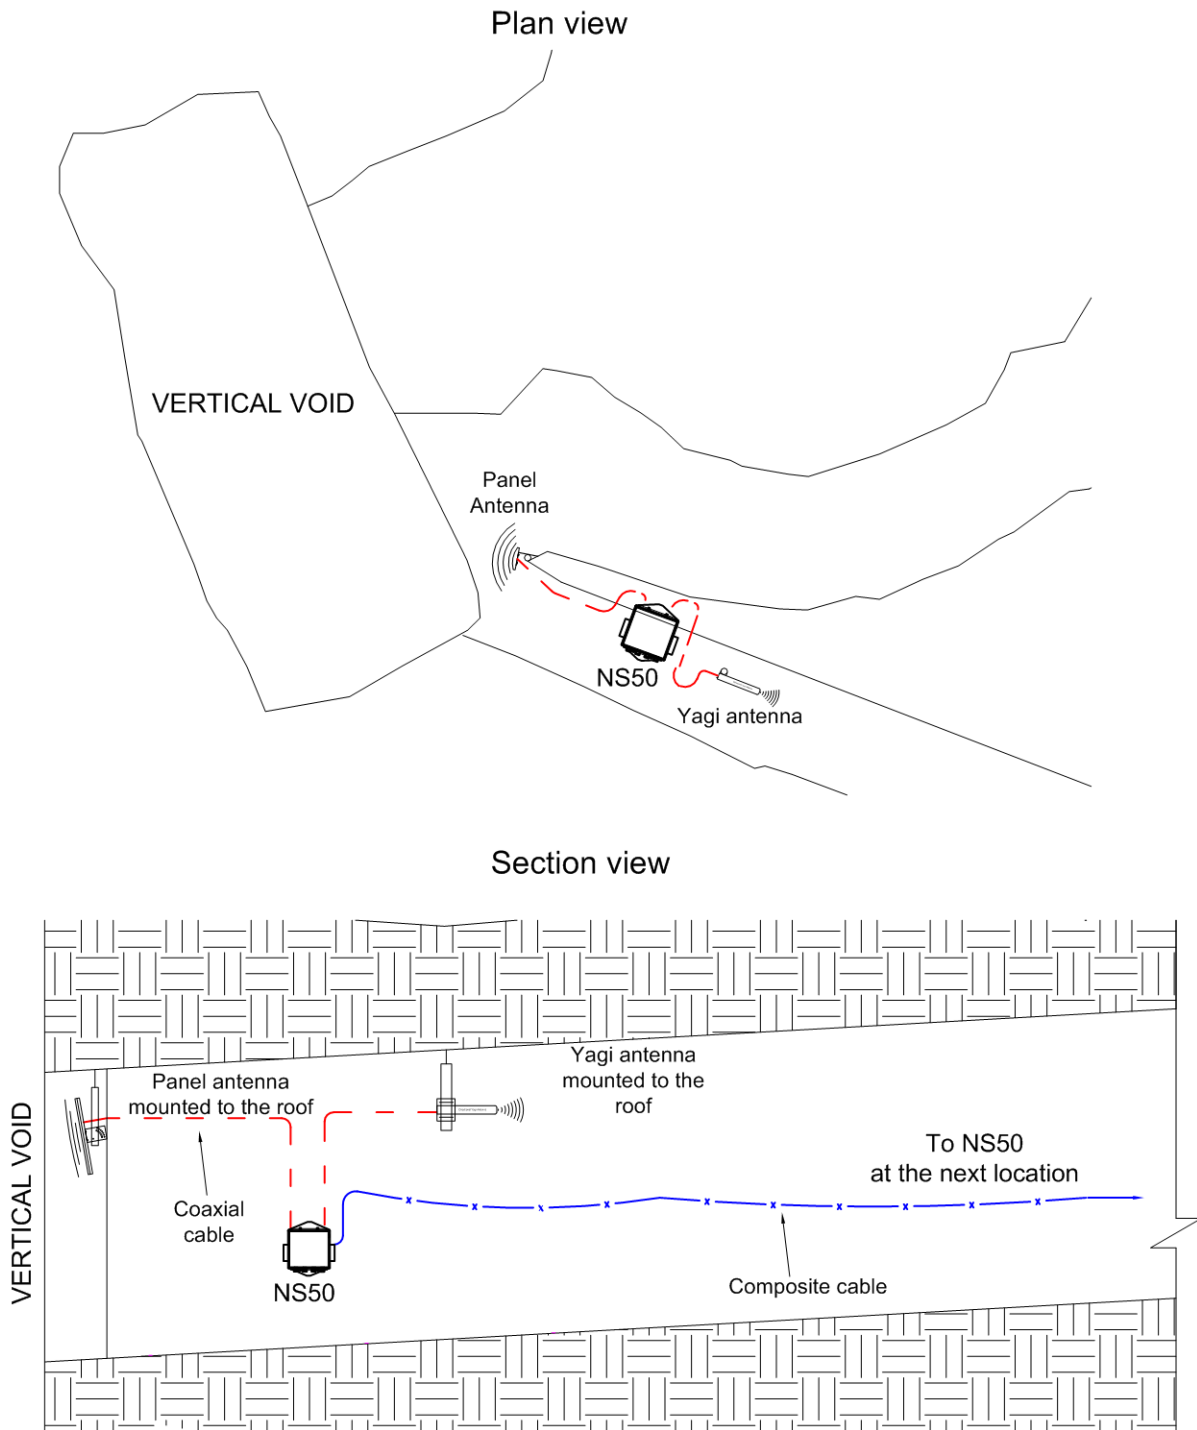 Plan view
VERTICAL VOID
Panel
Antenna
NS50
Yagi antenna
Section view
VERTICAL VOID
Panel antenna
mounted to the roof
Yagi antenna
mounted to the
roof
To NS50
at the next location
Coaxial
cable
NS50
Composite cable